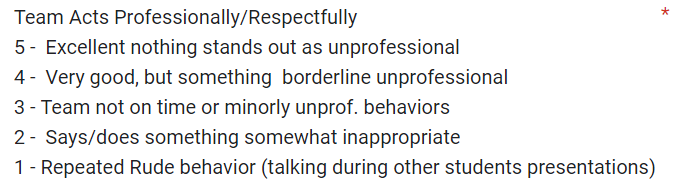 Team Acts Professionally/Respectfully *
5 -  Excellent nothing stands out as unprofessional
4 -  Very good, but something  borderline unprofessional
3 - Team not on time or minorly unprof. behaviors
2 -  Says/does something somewhat inappropriate
1 - Repeated Rude behavior (talking during other students presentations)